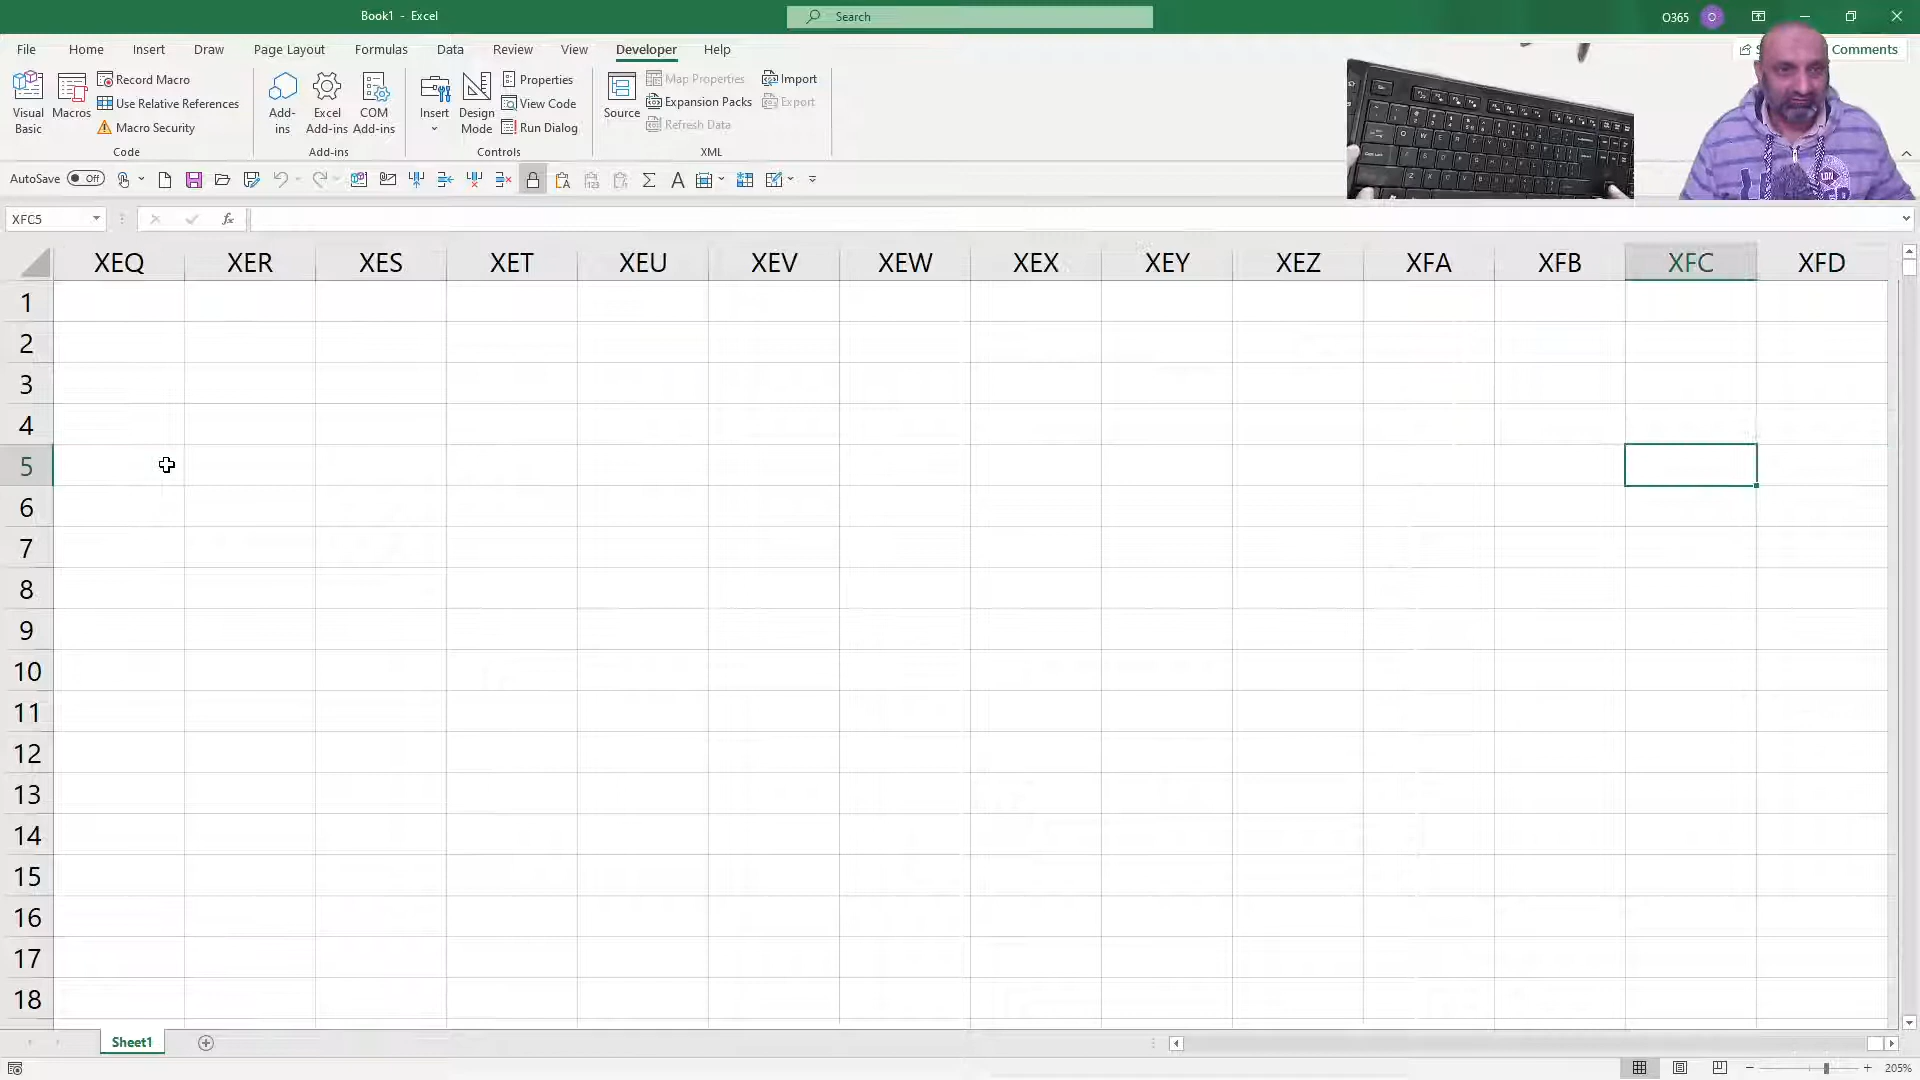 Book1 - Excel
Search
O365
O
File Home Insert Draw Page Layout Formulas Data Review View Developer Help
Comments
Visual Basic
Macros
Record Macro
Use Relative References
Macro Security
Code
Add-ins
Excel Add-ins
COM Add-ins
Add-ins
Insert
Design Mode
Properties
View Code
Run Dialog
Controls
Source
Map Properties
Expansion Packs
Refresh Data
Import
Export
XML
AutoSave Off
XFC5
fx
XEQ XER XES XET XEU XEV XEW XEX XEY XEZ XFA XFB XFC XFD
1
2
3
4
5
6
7
8
9
10
11
12
13
14
15
16
17
18
Sheet1
205%